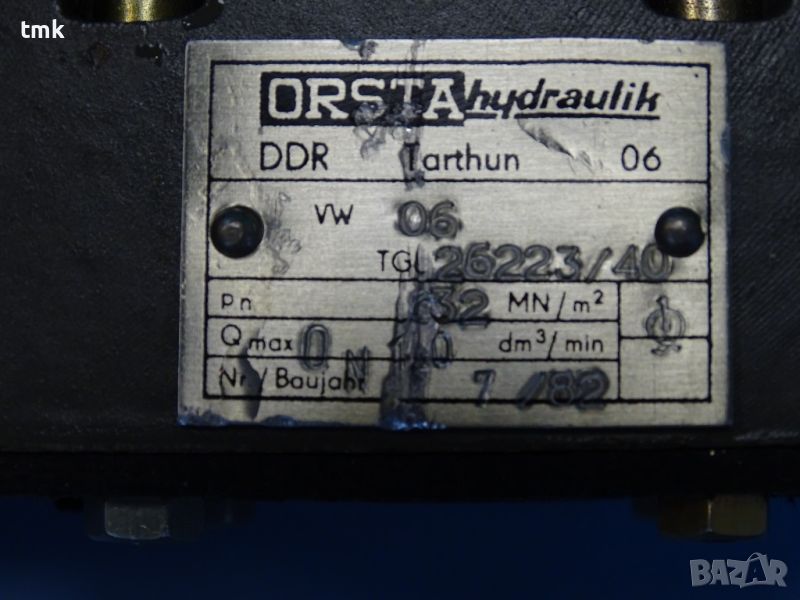 tmk
ORSTA hydraulik
DDR Tarthun 06
VW 06
TGL 26223/40
Pn 32 MN/m²
Qmax dm³/min
Nr/Baujahr 7/82
BAZAR